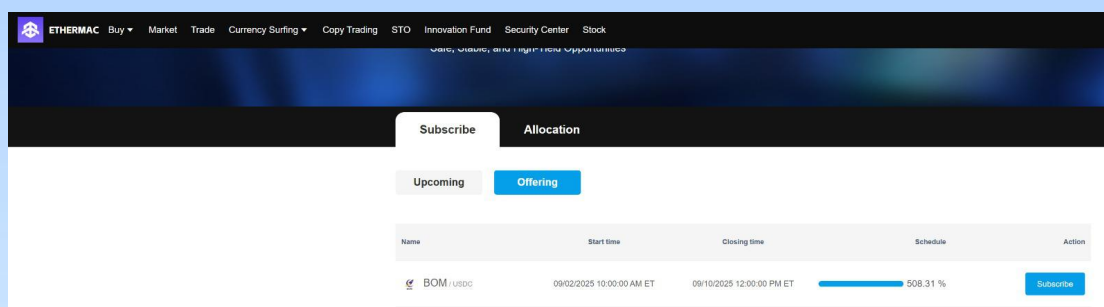 ETHERMAC Buy Market Trade Currency Surfing Copy Trading STO Innovation Fund Security Center Stock
Safe, Stable, and High-Yield Opportunities
Subscribe Allocation
Upcoming Offering
Name Start time Closing time Schedule Action
BOM / USDC 09/02/2025 10:00:00 AM ET 09/10/2025 12:00:00 PM ET 508.31 % Subscribe